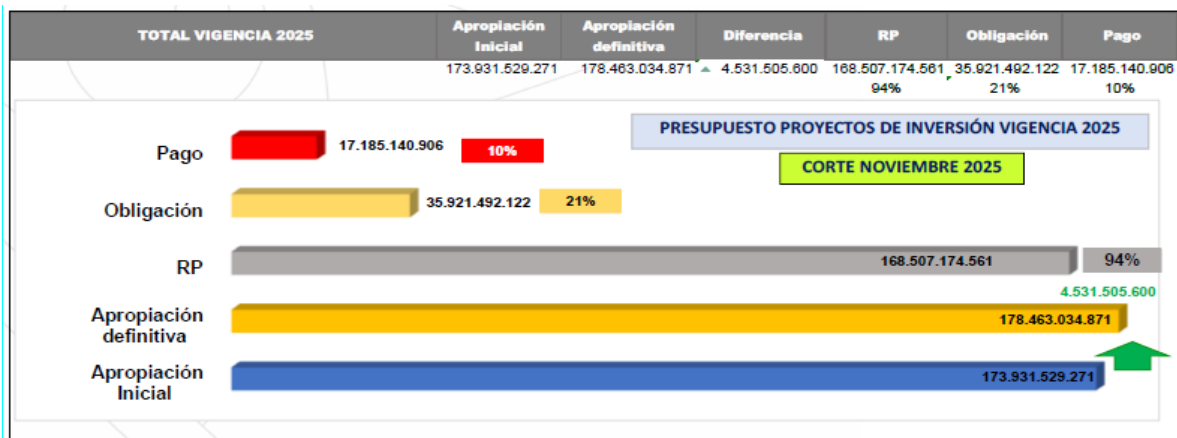 TOTAL VIGENCIA 2025
Apropiación Inicial
Apropiación definitiva
Diferencia
RP
Obligación
Pago
173.931.529.271 178.463.034.871 4.531.505.600 168.507.174.561 35.921.492.122 17.185.140.906
94% 21% 10%
PRESUPUESTO PROYECTOS DE INVERSIÓN VIGENCIA 2025
CORTE NOVIEMBRE 2025
Pago 17.185.140.906 10%
Obligación 35.921.492.122 21%
RP 168.507.174.561 94%
4.531.505.600
Apropiación
definitiva
178.463.034.871
Apropiación
Inicial
173.931.529.271